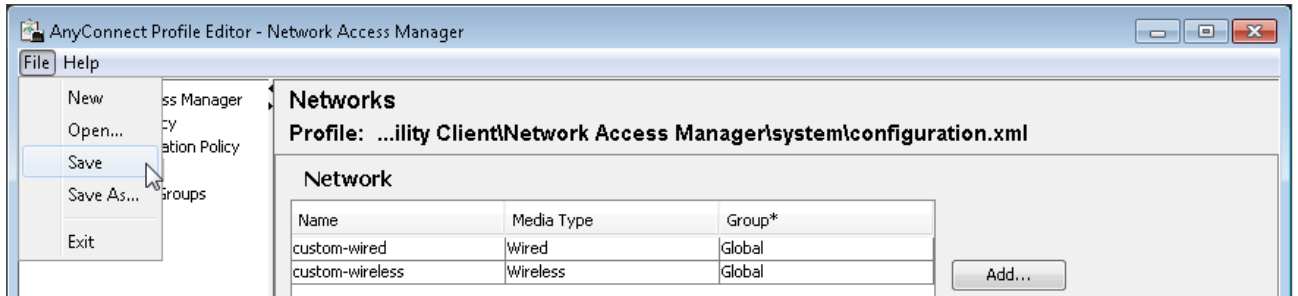 AnyConnect Profile Editor - Network Access Manager
File Help
New
Open...
Save
Save As...
Exit
ss Manager
cy
ation Policy
Groups
Networks
Profile: ...ility Client\Network Access Manager\system\configuration.xml
Network
Name Media Type Group*
custom-wired Wired Global
custom-wireless Wireless Global
Add...